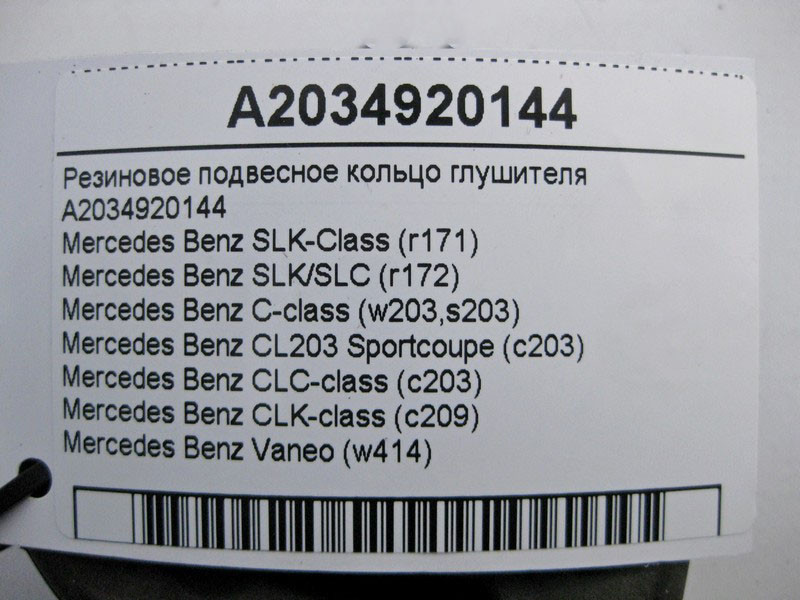 A2034920144
Резиновое подвесное кольцо глушителя
A2034920144
Mercedes Benz SLK-Class (r171)
Mercedes Benz SLK/SLC (r172)
Mercedes Benz C-class (w203,s203)
Mercedes Benz CL203 Sportcoupe (c203)
Mercedes Benz CLC-class (c203)
Mercedes Benz CLK-class (c209)
Mercedes Benz Vaneo (w414)